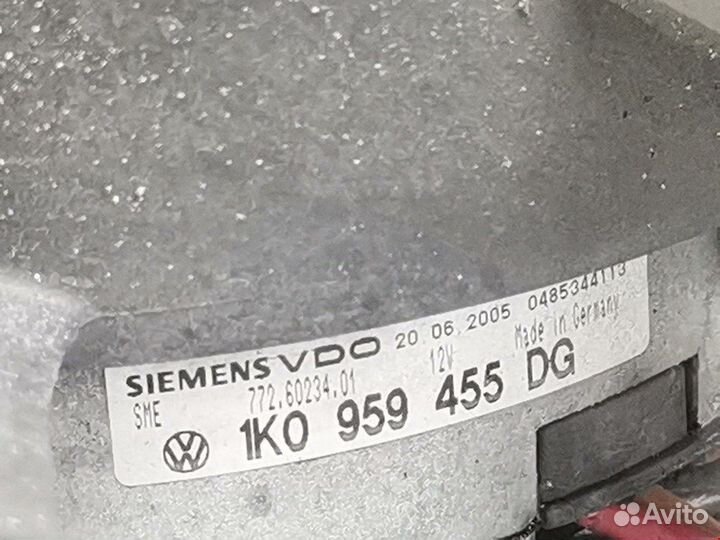 SIEMENS VDO 20.06.2005 0485344113
SME 772.60234.01 12V Made in Germany
1K0 959 455 DG
Avito